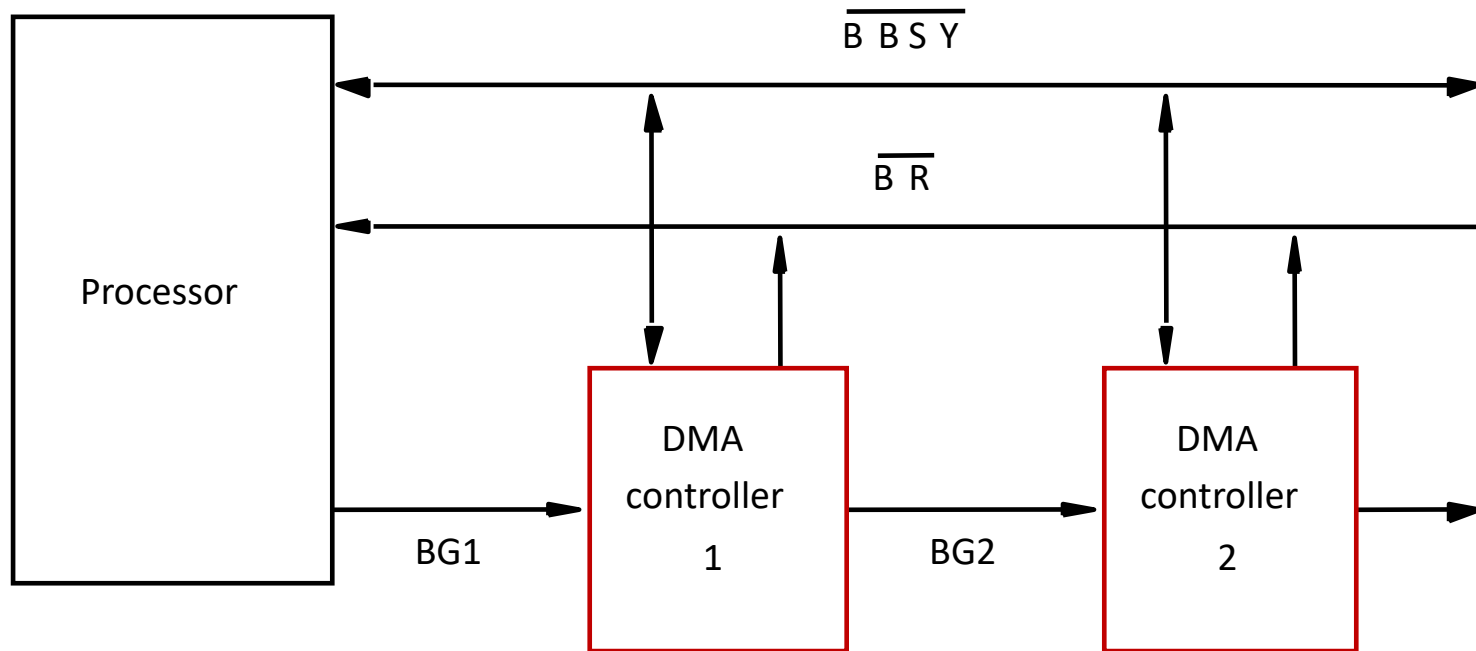 B B S Y
B R
Processor
DMA
controller
1
DMA
controller
2
BG1
BG2